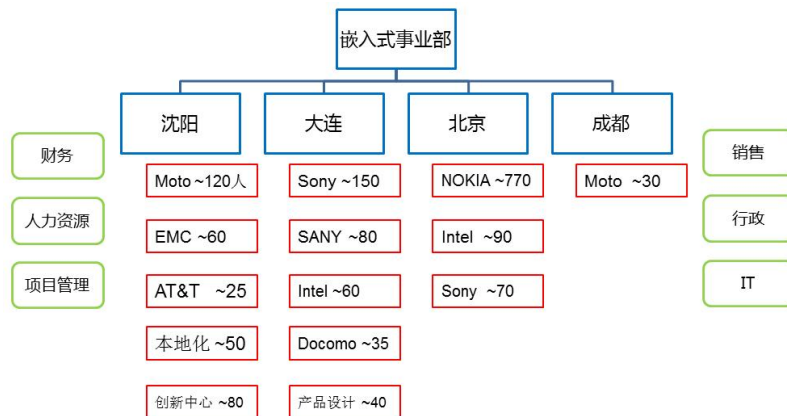 嵌入式事业部
沈阳 大连 北京 成都
财务 销售
Moto ~120人 Sony ~150 NOKIA ~770 Moto ~30
人力资源 行政
EMC ~60 SANY ~80 Intel ~90
项目管理 IT
AT&T ~25 Intel ~60 Sony ~70
本地化 ~50 Docomo ~35
创新中心 ~80 产品设计 ~40